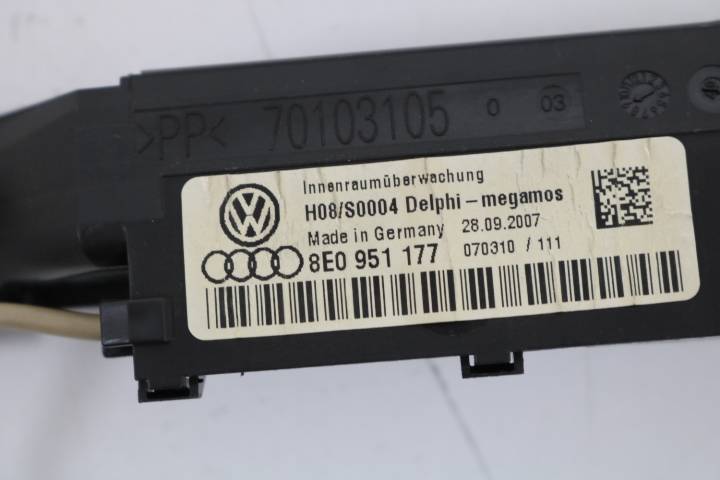 >PP< 70103105 0 03
Innenraumüberwachung
H08/S0004 Delphi – megamos
Made in Germany 28.09.2007
8E0 951 177 070310 / 111